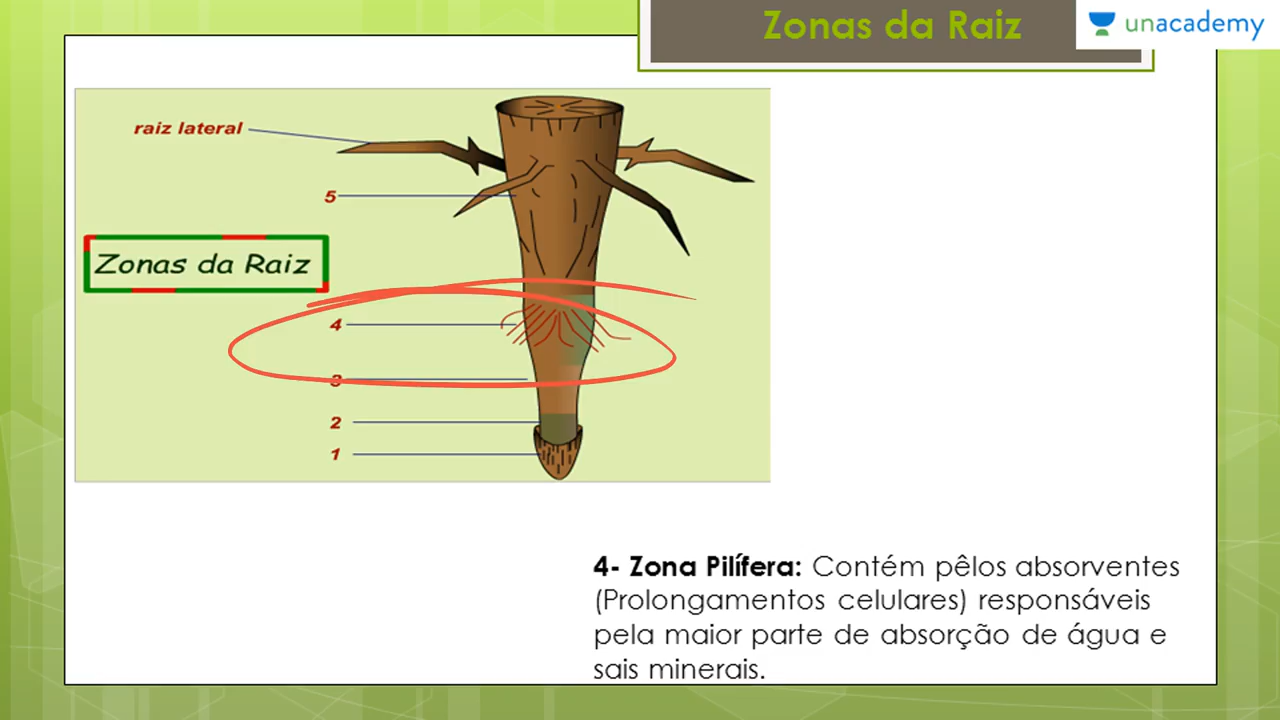 Zonas da Raiz
unacademy
raiz lateral
5
Zonas da Raiz
4
3
2
1
4- Zona Pilífera: Contém pêlos absorventes
(Prolongamentos celulares) responsáveis
pela maior parte de absorção de água e
sais minerais.